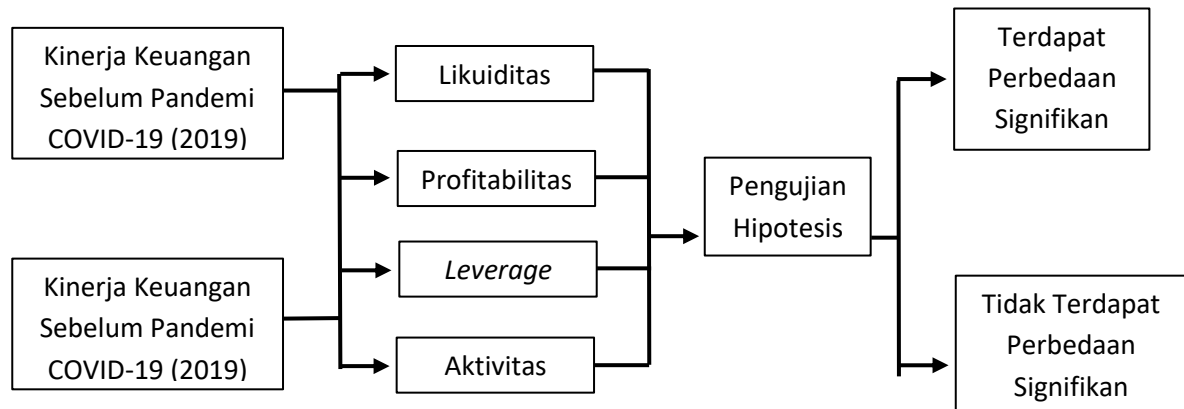 Kinerja Keuangan
Sebelum Pandemi
COVID-19 (2019)
Kinerja Keuangan
Sebelum Pandemi
COVID-19 (2019)
Likuiditas
Profitabilitas
Leverage
Aktivitas
Pengujian
Hipotesis
Terdapat
Perbedaan
Signifikan
Tidak Terdapat
Perbedaan
Signifikan